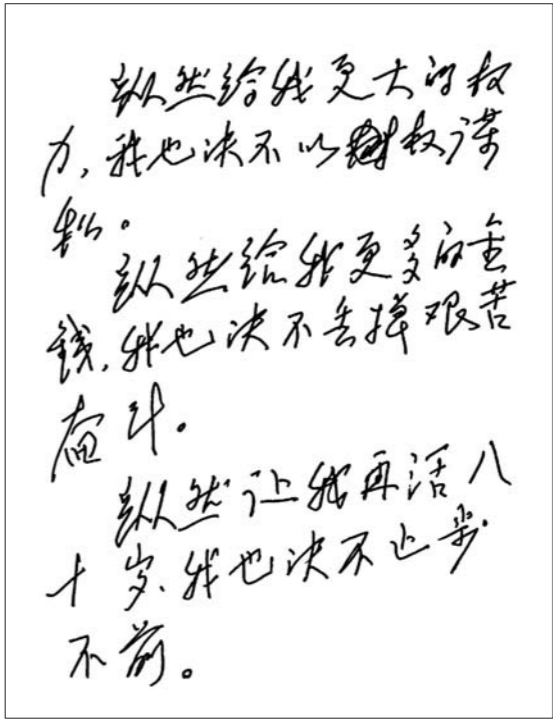 纵然给我更大的权
力，我也决不以权谋
私。
纵然给我更多的金
钱，我也决不丢掉艰苦
奋斗。
纵然让我再活八
十岁、我也决不止步
不前。